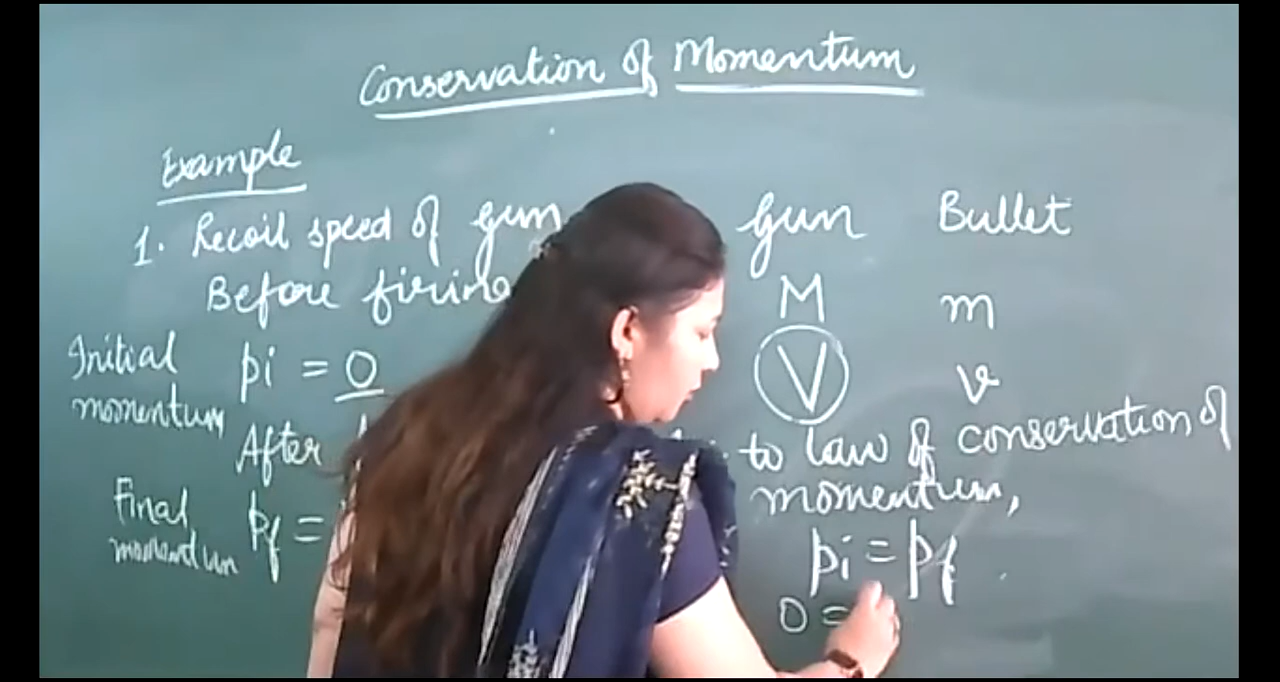 Conservation of Momentum
Example
1. Recoil speed of gun
Before firing
Initial
momentum
pi = 0
After
Final
momentum
pf =
Gun Bullet
M m
V v
to law of conservation of
momentum,
pi = pf
0 =